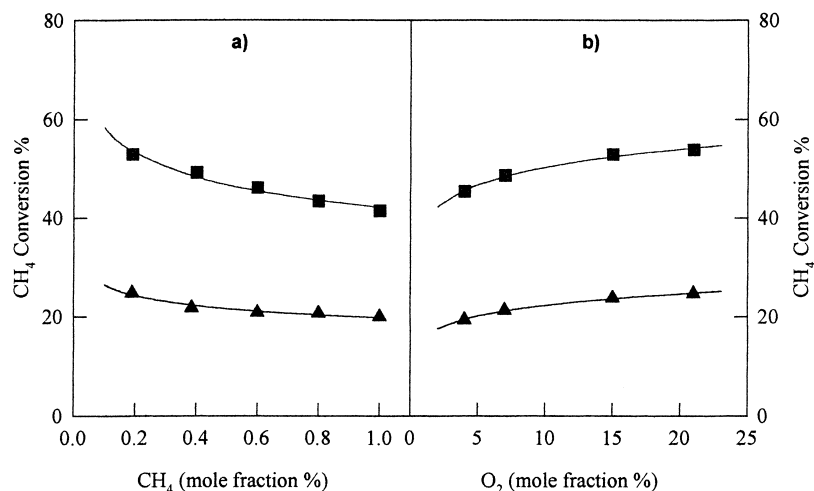 a)
b)
80
60
40
20
0
CH₄ Conversion %
0.0 0.2 0.4 0.6 0.8 1.0
CH₄ (mole fraction %)
0 5 10 15 20 25
O₂ (mole fraction %)
80
60
40
20
0
CH₄ Conversion %